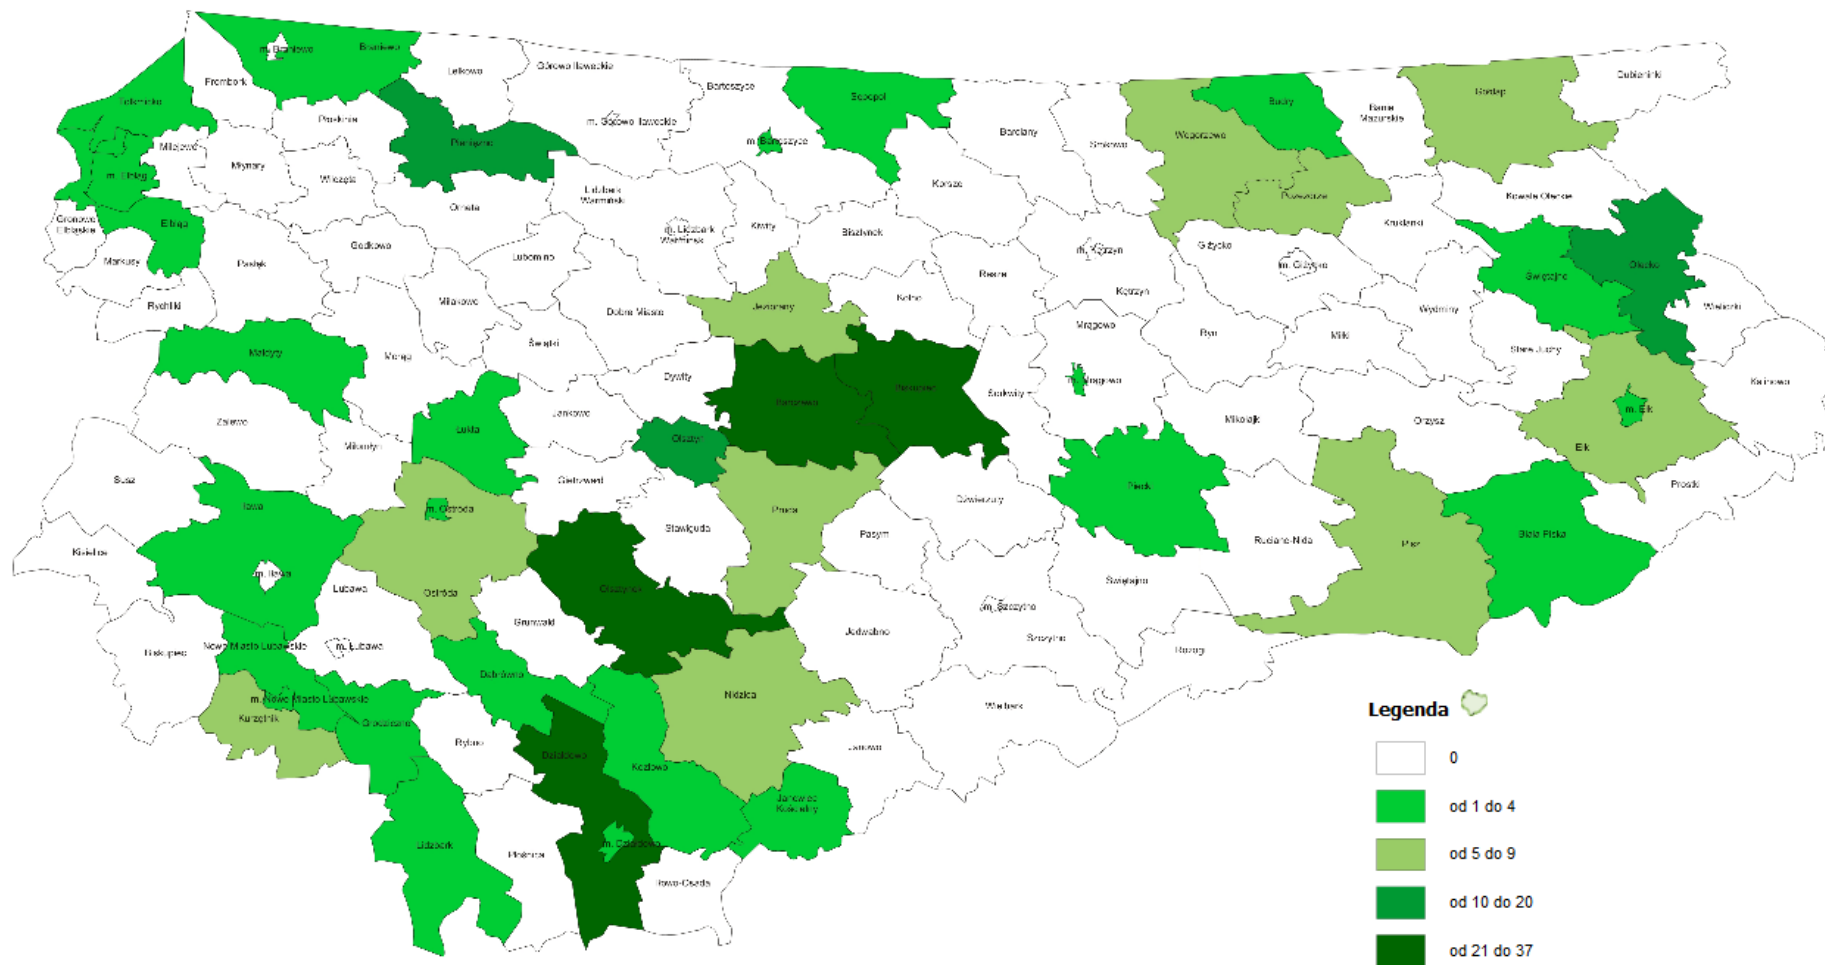 m. Braniewo
Braniewo
Lelkowo
Górowo Iławeckie
Bartoszyce
Dubeninki
Frombork
Tolkmicko
Sępopol
Budry
Gołdap
Banie
Mazurskie
Płoskinia
m. Górowo Iławeckie
Barciany
Węgorzewo
Milejewo
Pieniężno
m. Bartoszyce
Młynary
m. Elbląg
Wilczęta
Lidzbark
Warmiński
Korsze
Pozezdrze
Kowale Oleckie
Orneta
Gronowo
Elbląskie
Elbląg
m. Lidzbark
Warmińsk
Kiwity
Bisztynek
Kruklanki
Godkowo
m. Kętrzyn
Giżycko
Markusy
Pasłęk
Lubomino
m. Giżycko
Olecko
Reszel
Świętajno
Rychliki
Miłakowo
Jeziorany
Kolno
Kętrzyn
Wieliczki
Dobre Miasto
Wydminy
Mrągowo
Ryn
Miłki
Małdyty
Morąg
Świątki
Stare Juchy
Dywity
m. Mrągowo
Biskupiec
Kalinowo
Barczewo
Sorkwity
m. Ełk
Zalewo
Jonkowo
Mikołajk
Orzysz
Łukta
Olsztyn
Miłomłyn
Ełk
Susz
Gietrzwałd
Prostki
Piecki
Dźwierzuty
Iława
m. Ostróda
Purda
Stawiguda
Pasym
Biała Piska
Kisielice
Ruciane-Nida
Pisz
m. Iława
Lubawa
Ostróda
Olsztynek
Świętajno
m. Szczytno
Grunwald
Jedwabno
Szczytno
Nowe Miasto Lubawskie
m. Lubawa
Biskupiec
Rozogi
Dąbrówno
Nidzica
m. Nowe Miasto Lubawskie
Wielbark
Kurzętnik
Grodziczno
Legenda
Rybno
Działdowo
Janowo
Kozłowo
0
Janowiec
Kościelny
od 1 do 4
Lidzbark
m. Działdowo
Płośnica
od 5 do 9
Iłowo-Osada
od 10 do 20
od 21 do 37